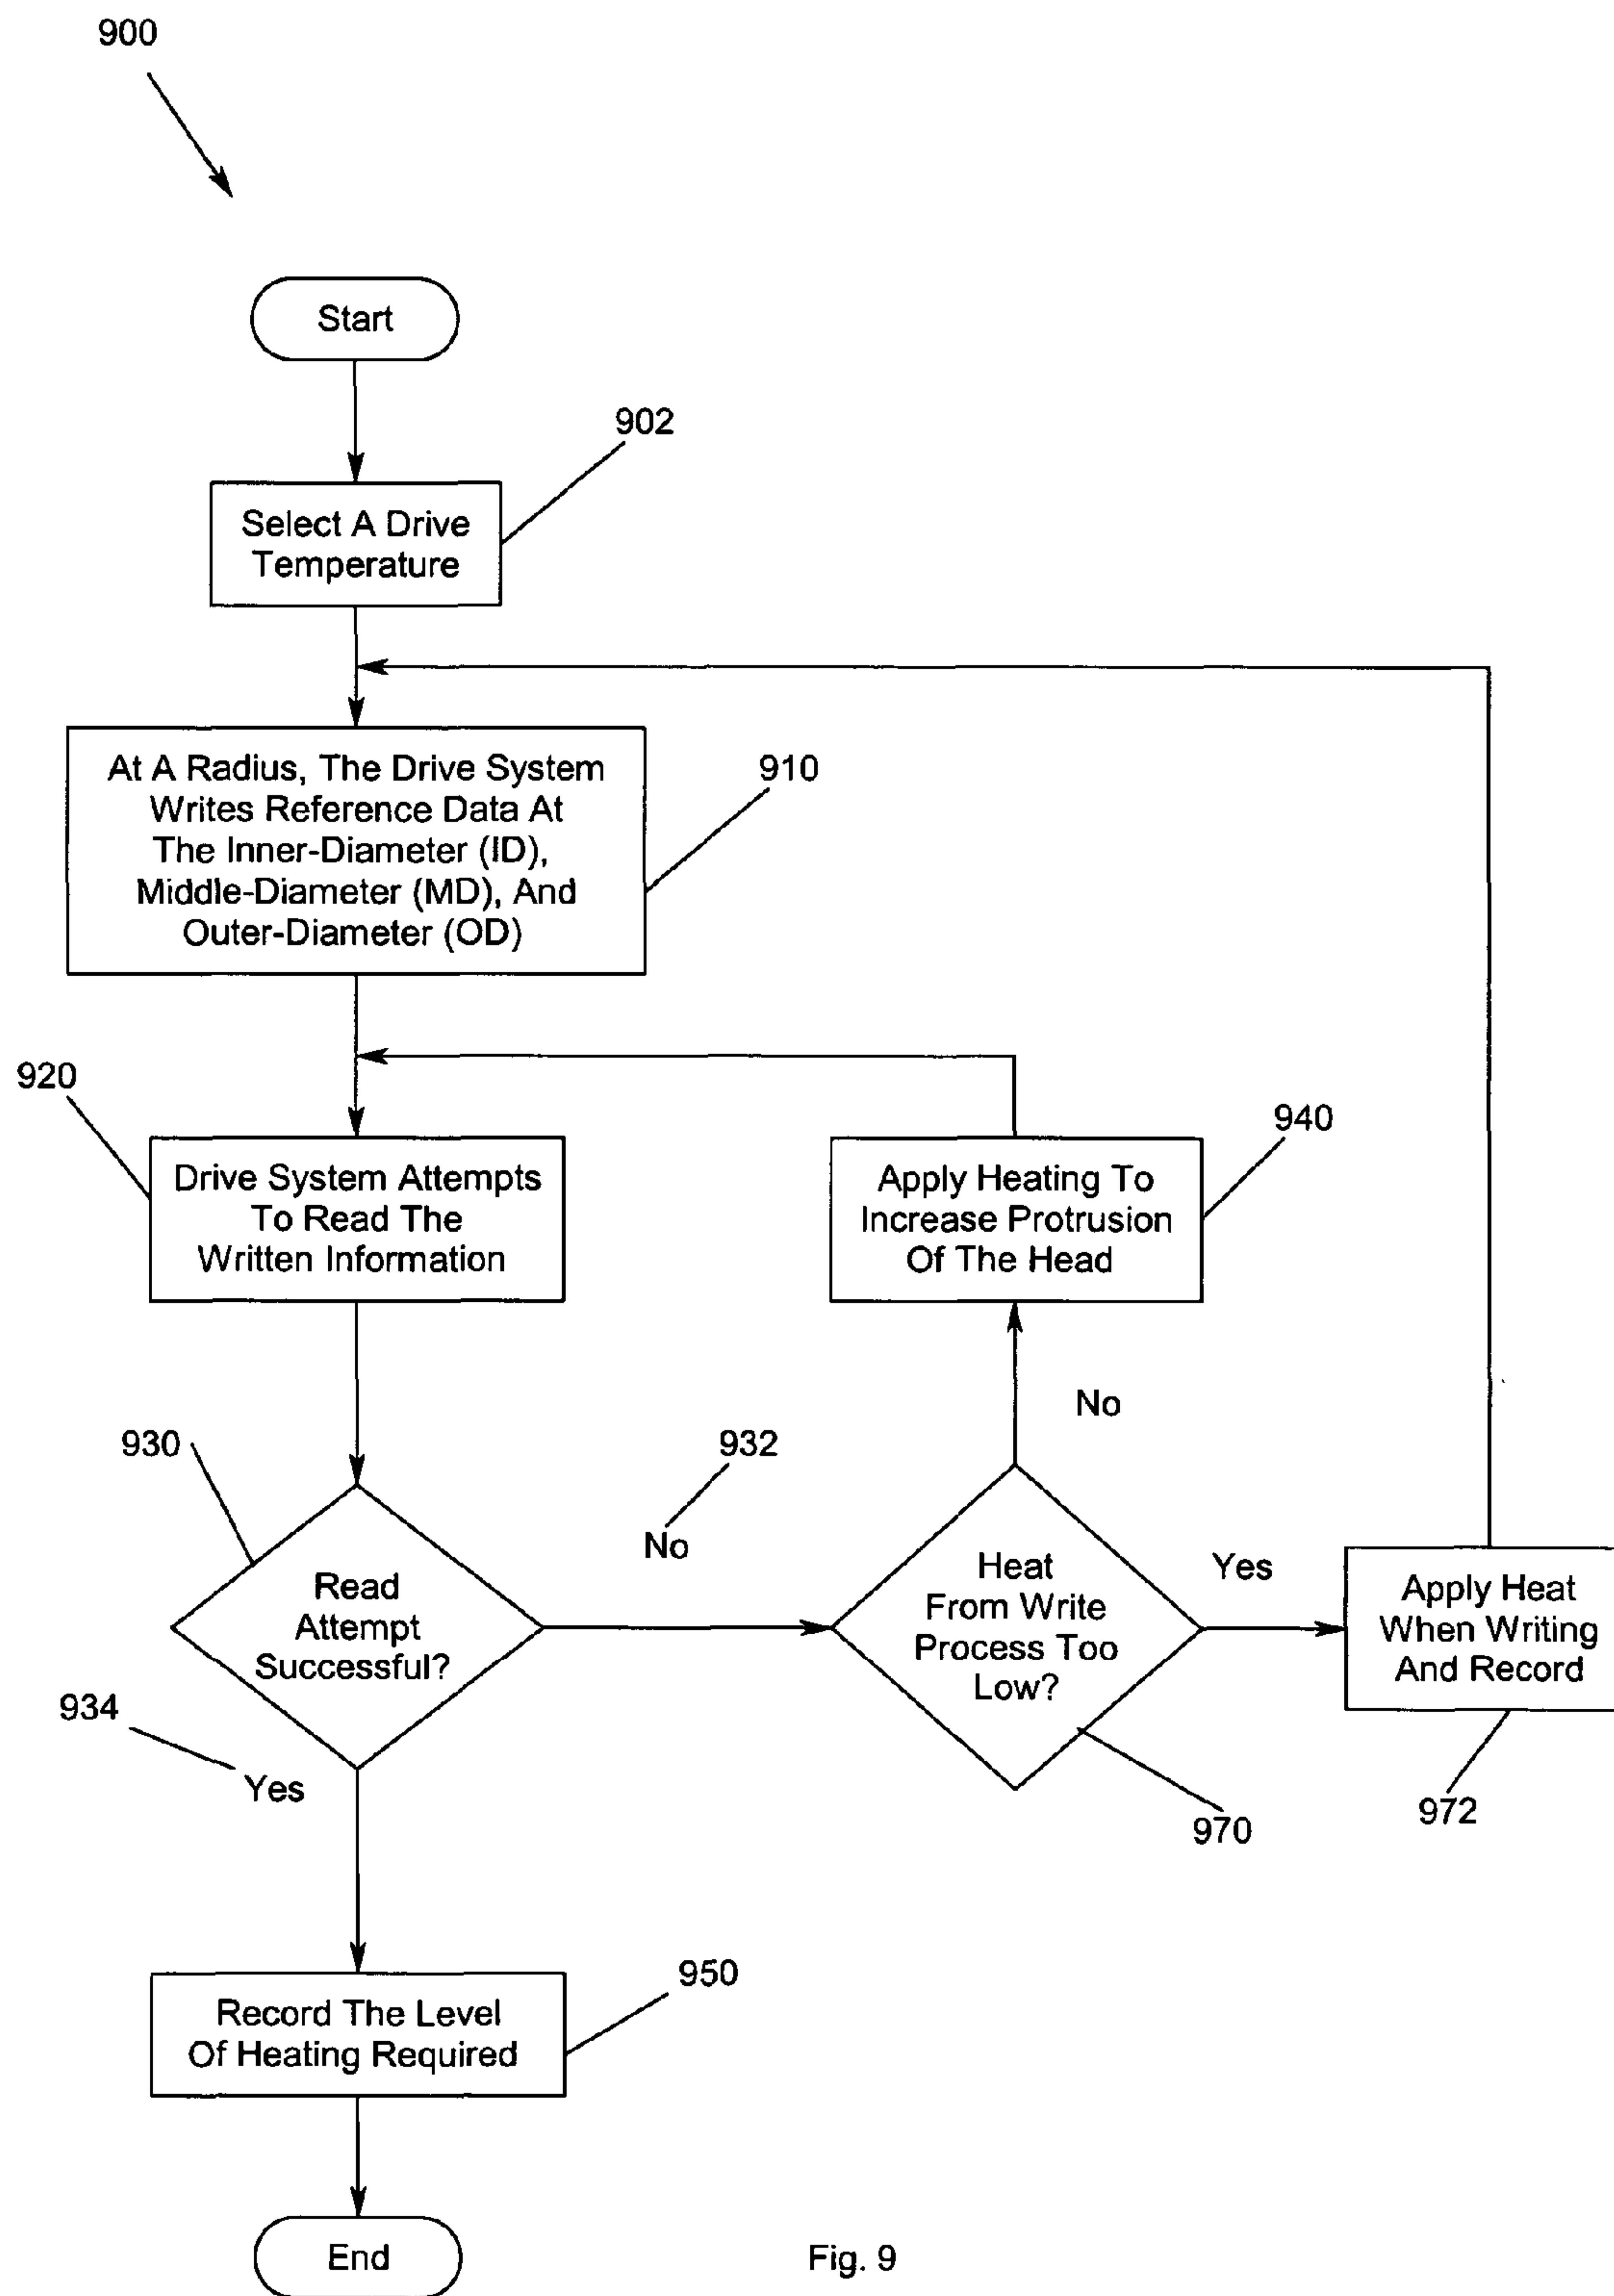 900
Start
902
Select A Drive
Temperature
At A Radius, The Drive System
Writes Reference Data At
The Inner-Diameter (ID),
Middle-Diameter (MD), And
Outer-Diameter (OD)
910
920
Drive System Attempts
To Read The
Written Information
Apply Heating To
Increase Protrusion
Of The Head
940
No
930
932
No
Read
Attempt
Successful?
Heat
From Write
Process Too
Low?
Yes
Apply Heat
When Writing
And Record
934
Yes
970
972
950
Record The Level
Of Heating Required
End
Fig. 9